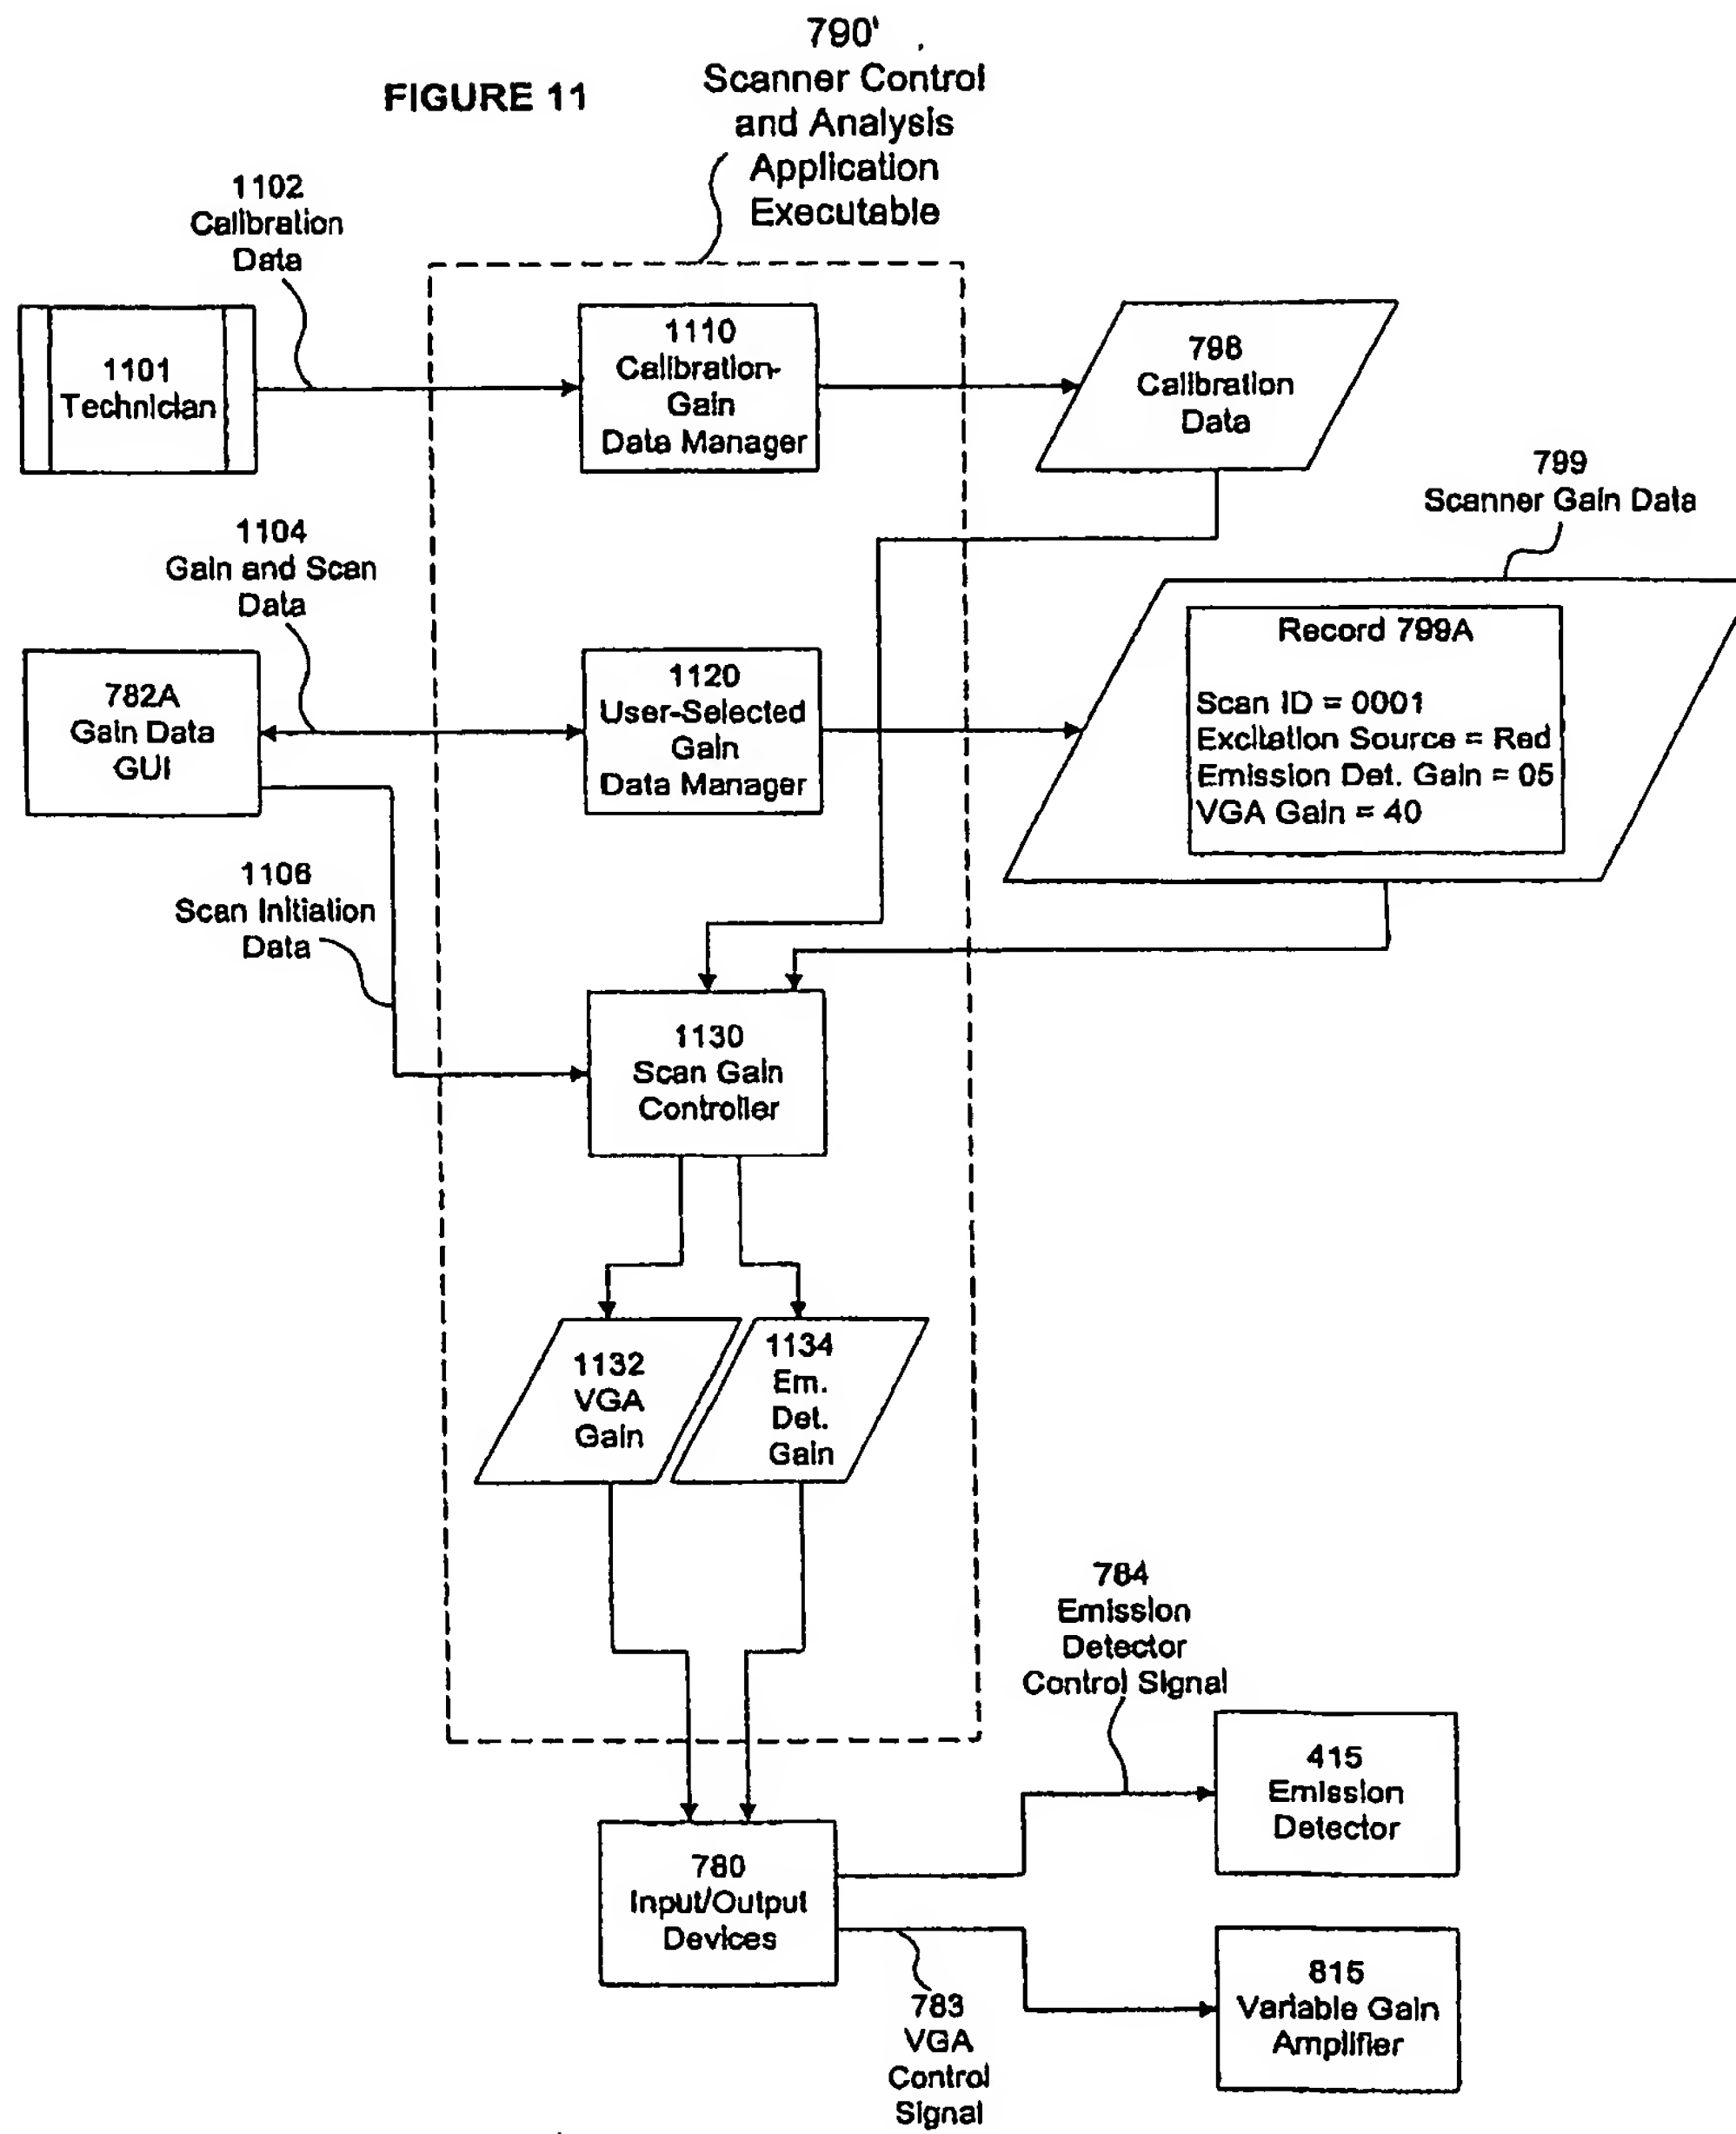 790'
Scanner Control
and Analysis
Application
Executable
FIGURE 11
1102
Calibration
Data
1101
Technician
1110
Calibration-
Gain
Data Manager
798
Calibration
Data
799
Scanner Gain Data
1104
Gain and Scan
Data
782A
Gain Data
GUI
1120
User-Selected
Gain
Data Manager
Record 799A
Scan ID = 0001
Excitation Source = Red
Emission Det. Gain = 05
VGA Gain = 40
1106
Scan Initiation
Data
1130
Scan Gain
Controller
1132
VGA
Gain
1134
Em.
Det.
Gain
784
Emission
Detector
Control Signal
415
Emission
Detector
780
Input/Output
Devices
783
VGA
Control
Signal
815
Variable Gain
Amplifier